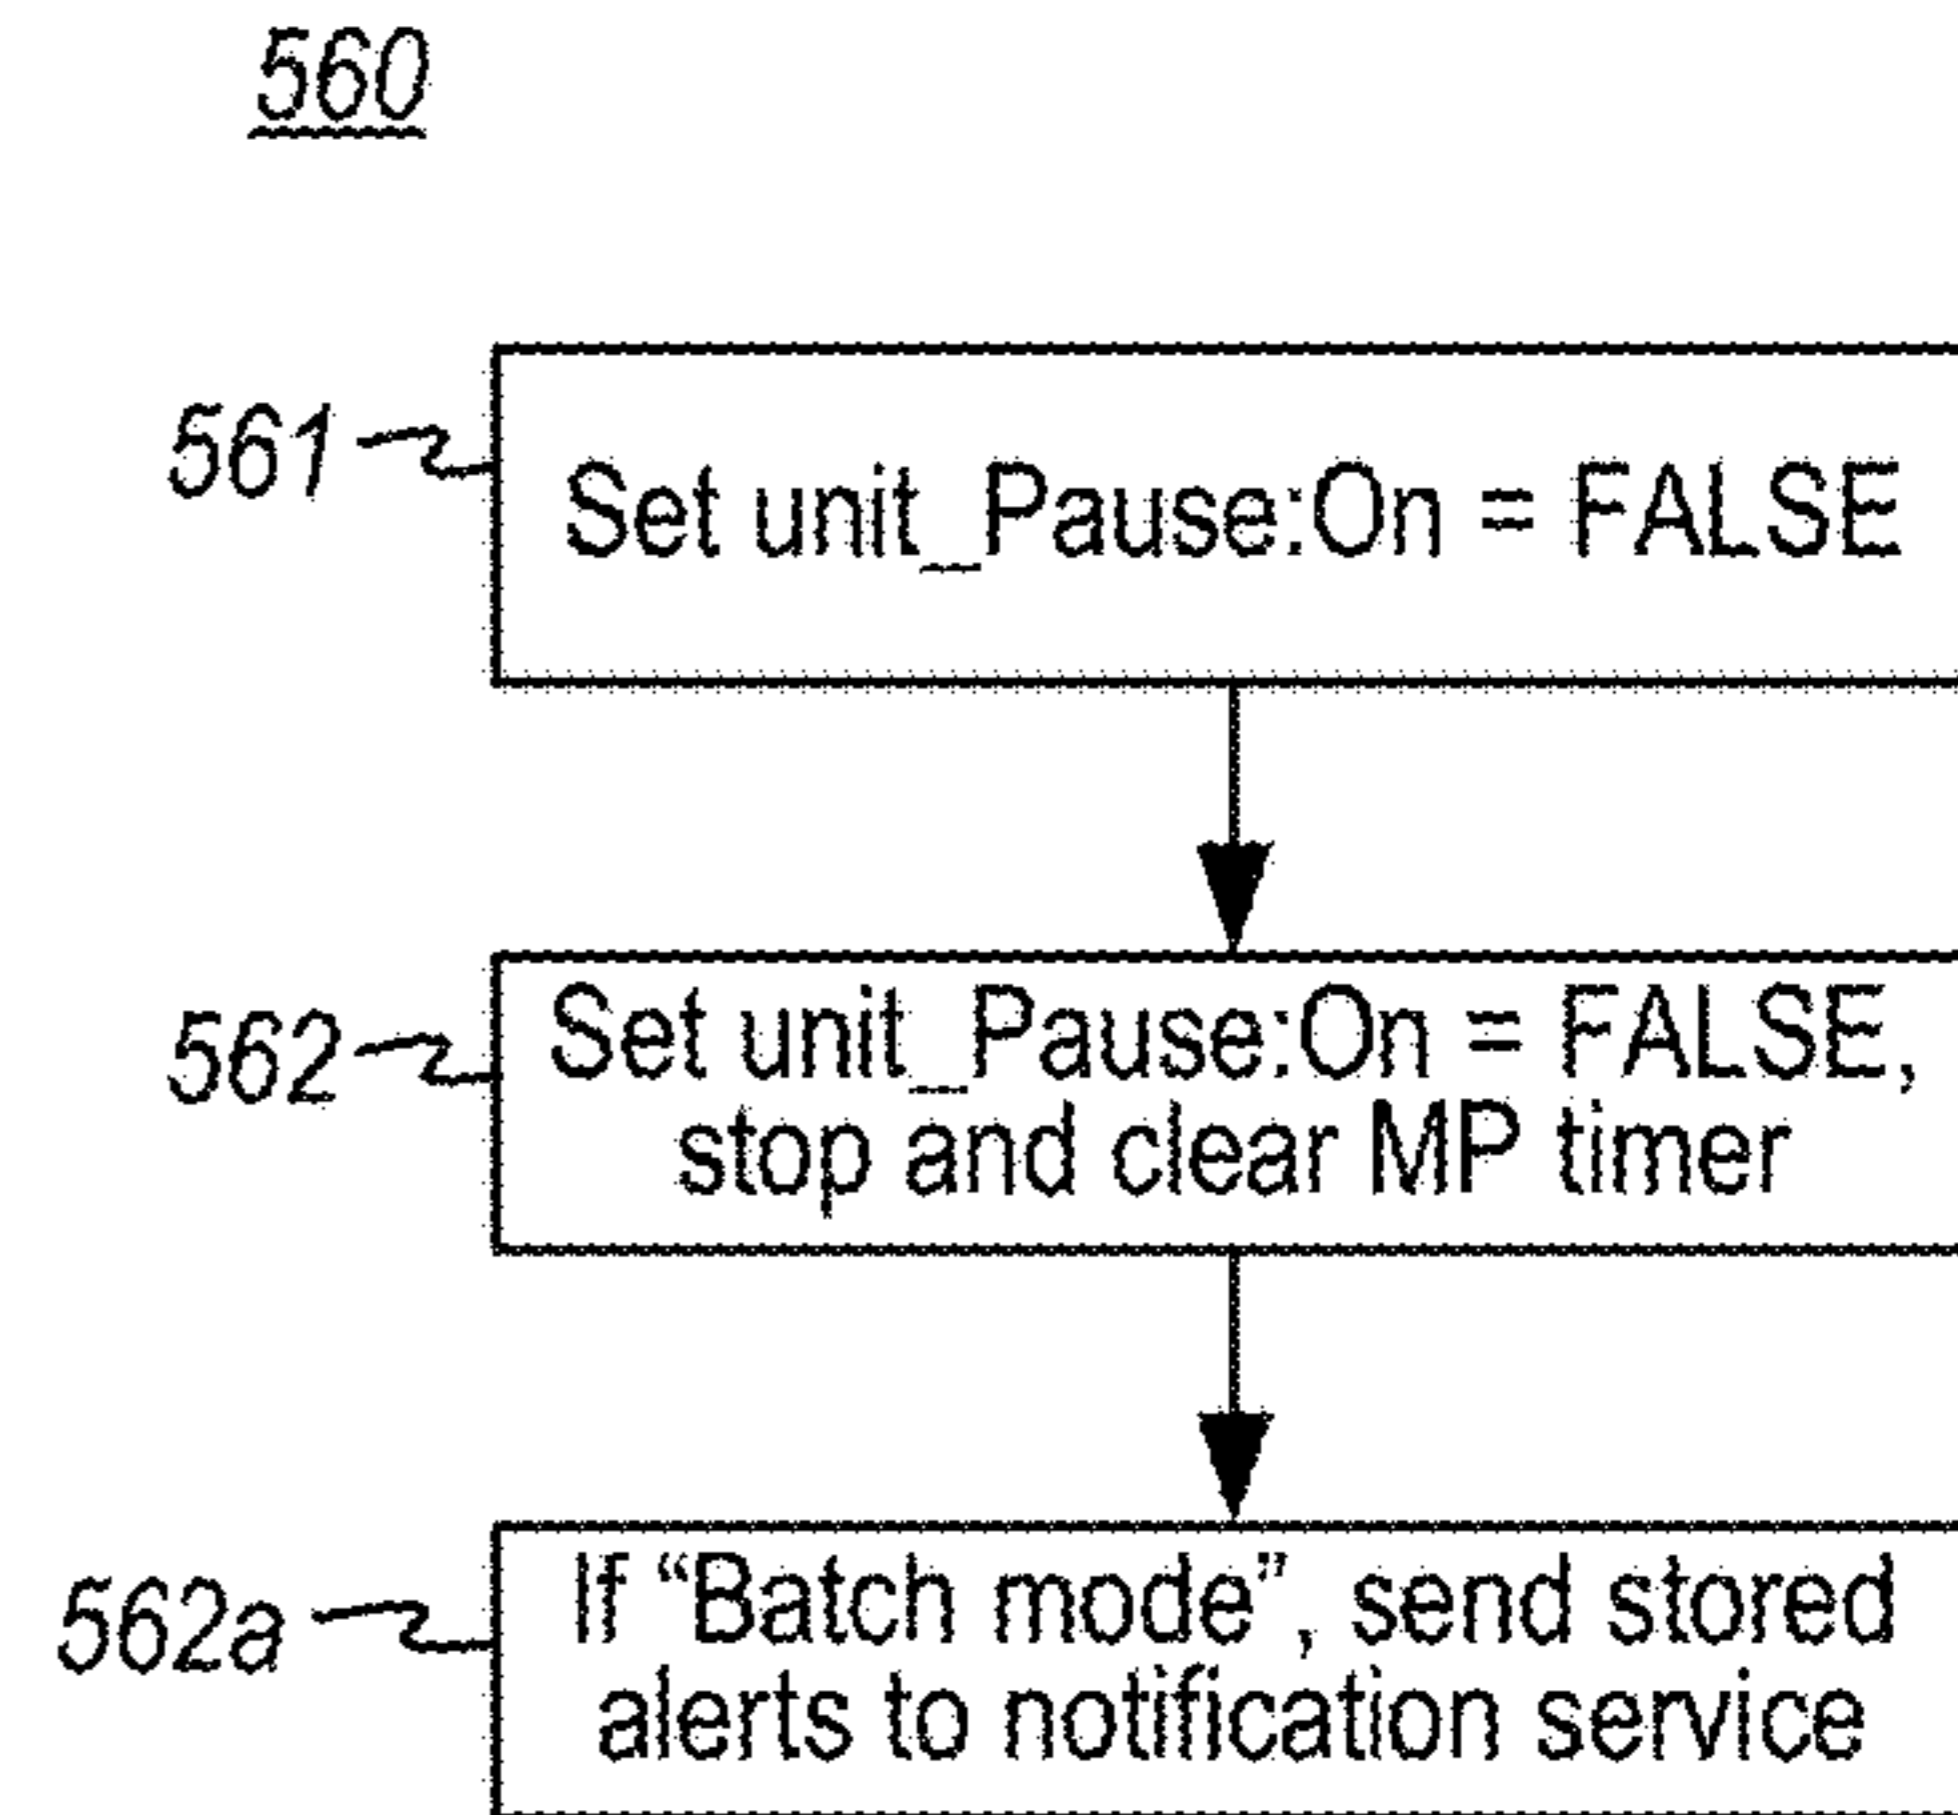 560
561
Set unit_Pause:On = FALSE
562
Set unit_Pause:On = FALSE,
stop and clear MP timer
562a
If “Batch mode”, send stored
alerts to notification service